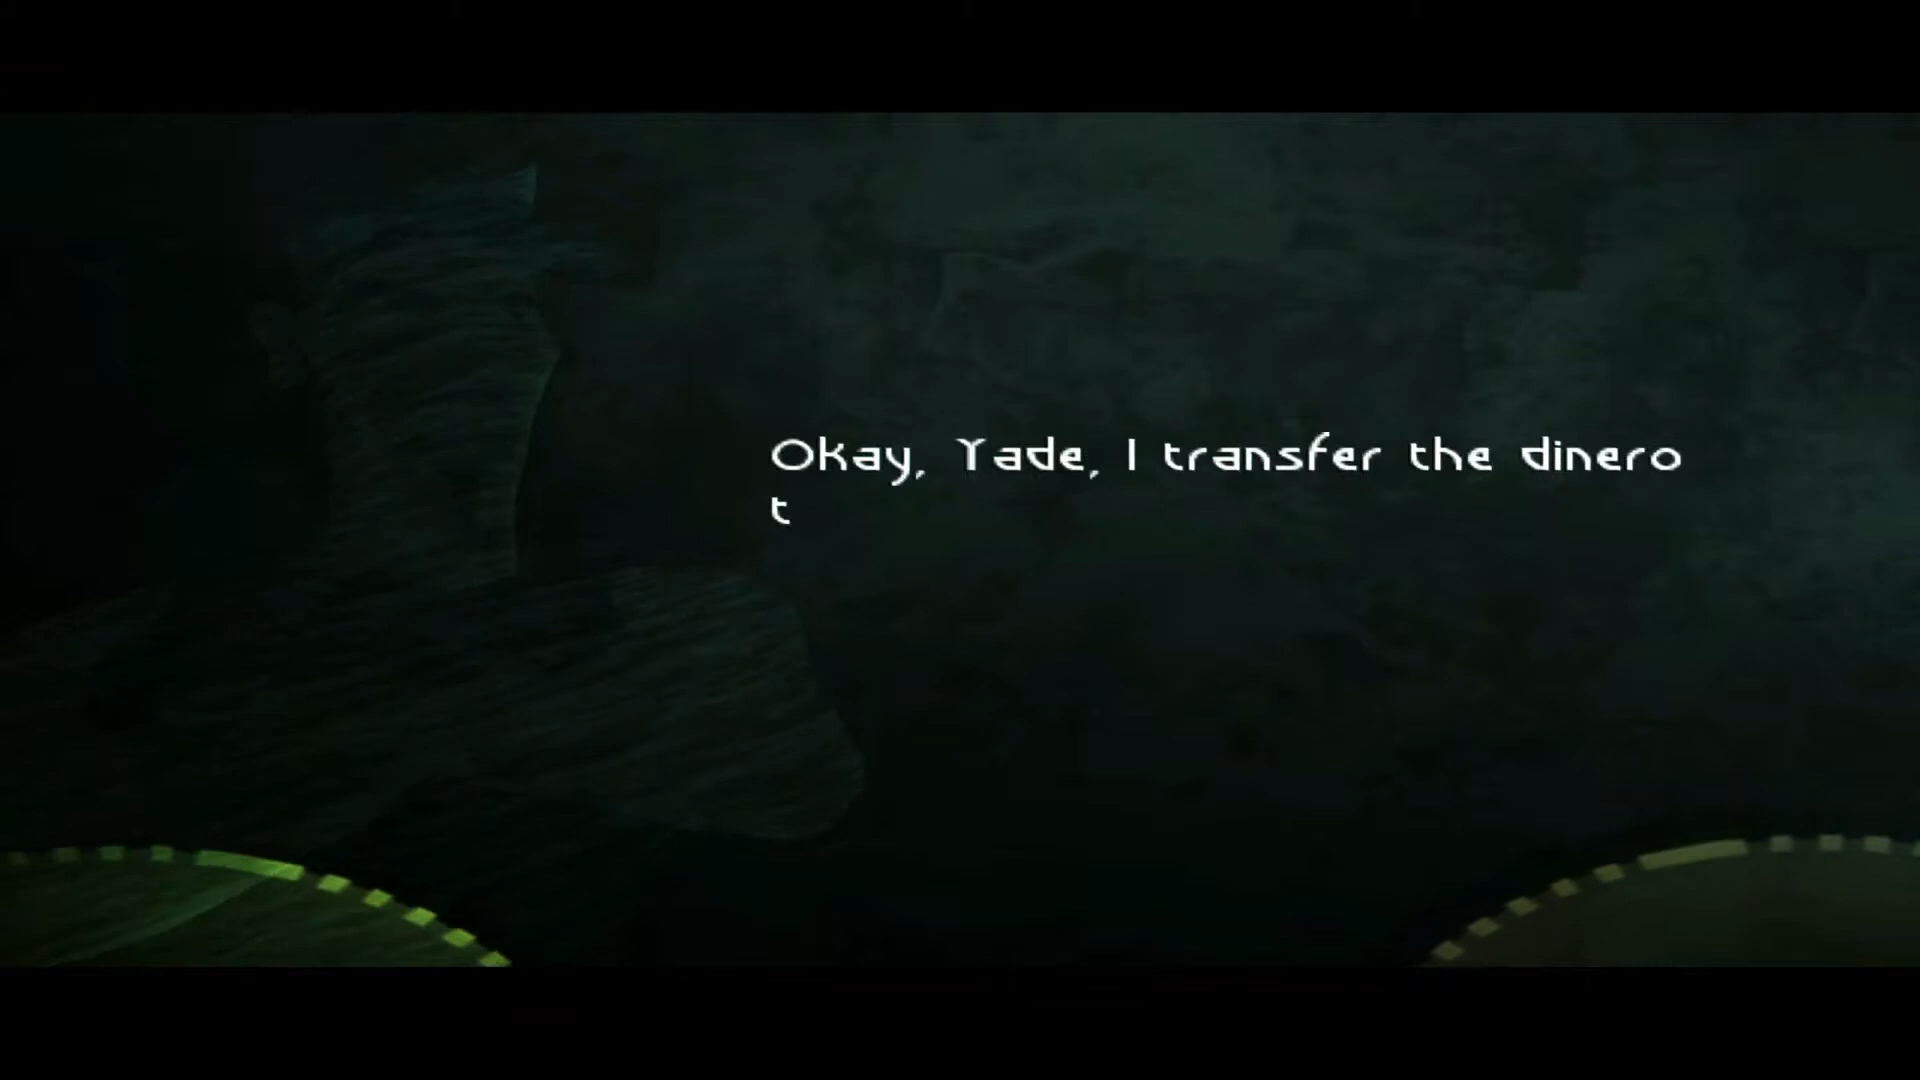 Okay, Yade, I transfer the dinero
t